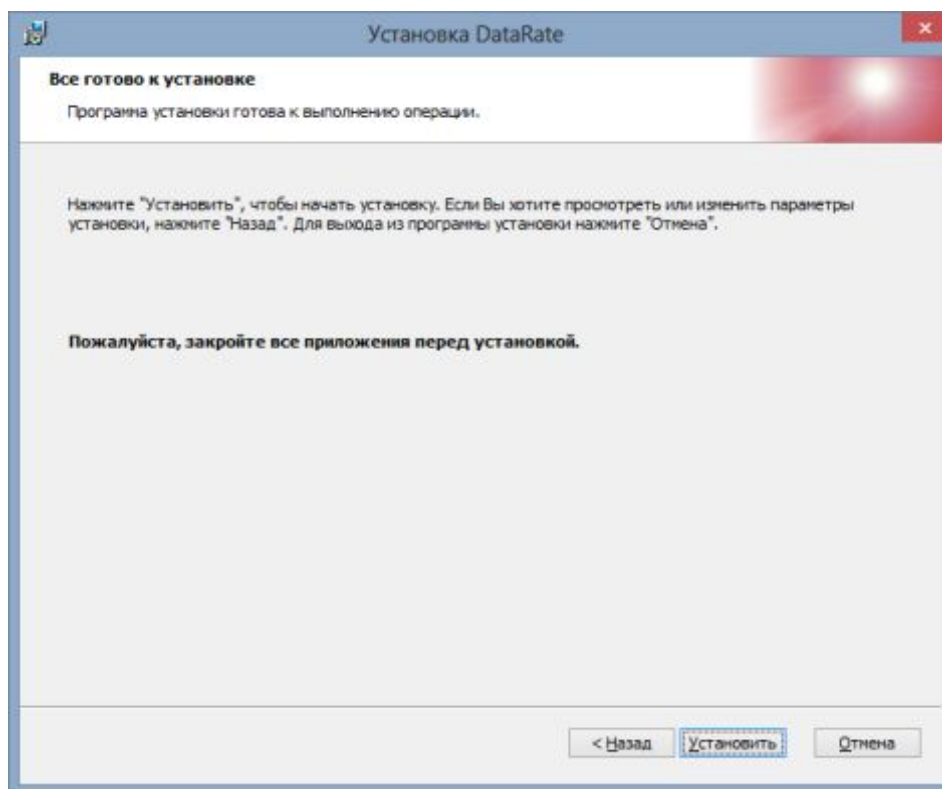 Установка DataRate
Все готово к установке
Программа установки готова к выполнению операции.
Нажмите "Установить", чтобы начать установку. Если Вы хотите просмотреть или изменить параметры
установки, нажмите "Назад". Для выхода из программы установки нажмите "Отмена".
Пожалуйста, закройте все приложения перед установкой.
< Назад Установить Отмена